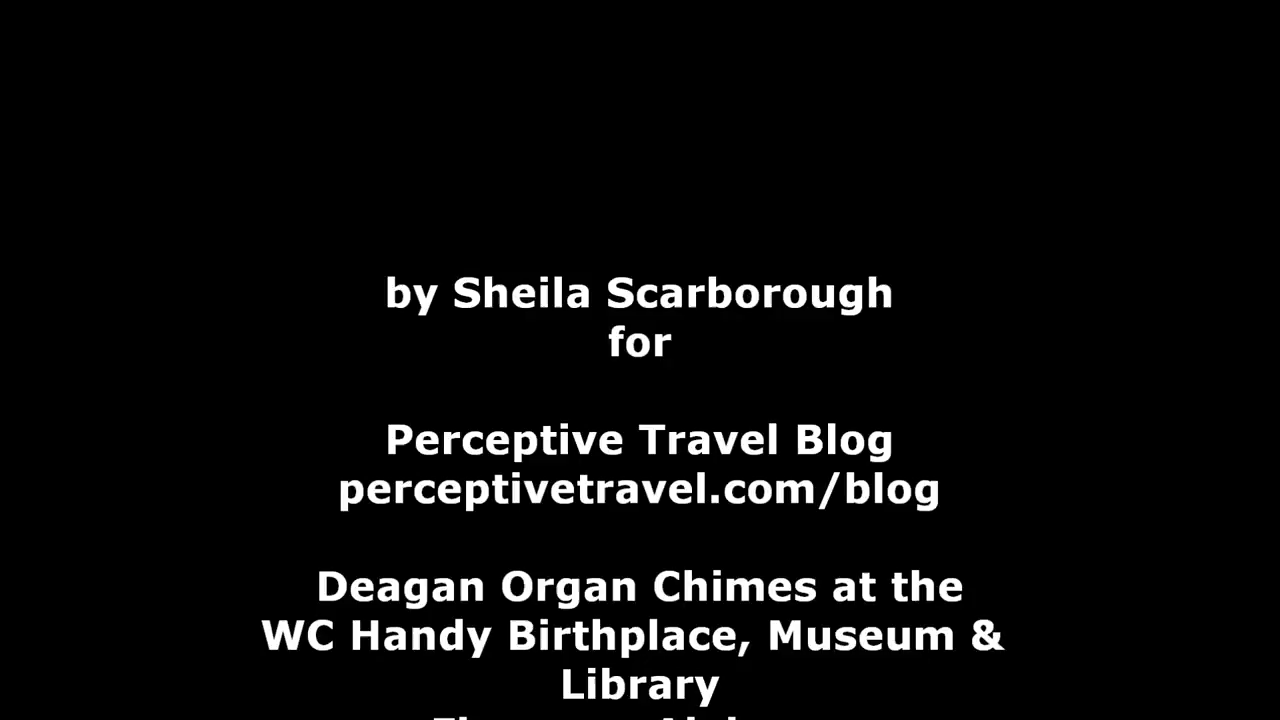 by Sheila Scarborough
for
Perceptive Travel Blog
perceptivetravel.com/blog
Deagan Organ Chimes at the
WC Handy Birthplace, Museum &
Library